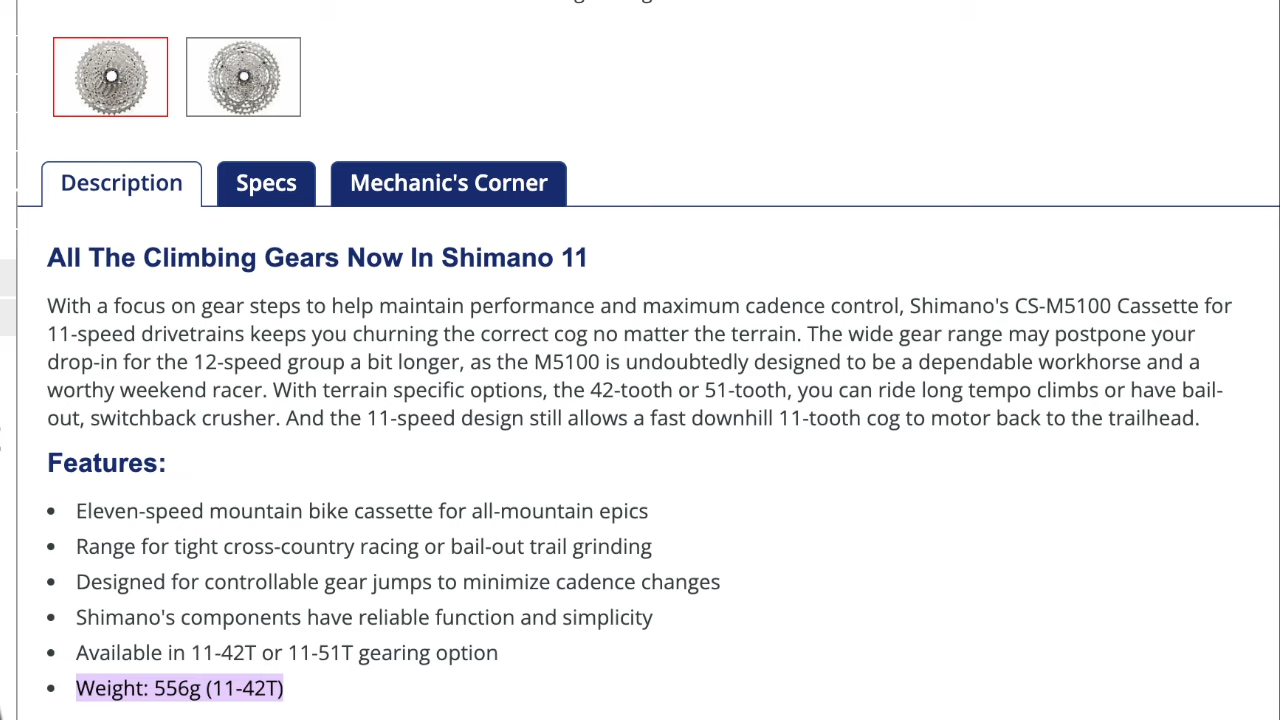 Description
Specs
Mechanic's Corner
All The Climbing Gears Now In Shimano 11
With a focus on gear steps to help maintain performance and maximum cadence control, Shimano's CS-M5100 Cassette for
11-speed drivetrains keeps you churning the correct cog no matter the terrain. The wide gear range may postpone your
drop-in for the 12-speed group a bit longer, as the M5100 is undoubtedly designed to be a dependable workhorse and a
worthy weekend racer. With terrain specific options, the 42-tooth or 51-tooth, you can ride long tempo climbs or have bail-
out, switchback crusher. And the 11-speed design still allows a fast downhill 11-tooth cog to motor back to the trailhead.
Features:
• Eleven-speed mountain bike cassette for all-mountain epics
• Range for tight cross-country racing or bail-out trail grinding
• Designed for controllable gear jumps to minimize cadence changes
• Shimano's components have reliable function and simplicity
• Available in 11-42T or 11-51T gearing option
• Weight: 556g (11-42T)